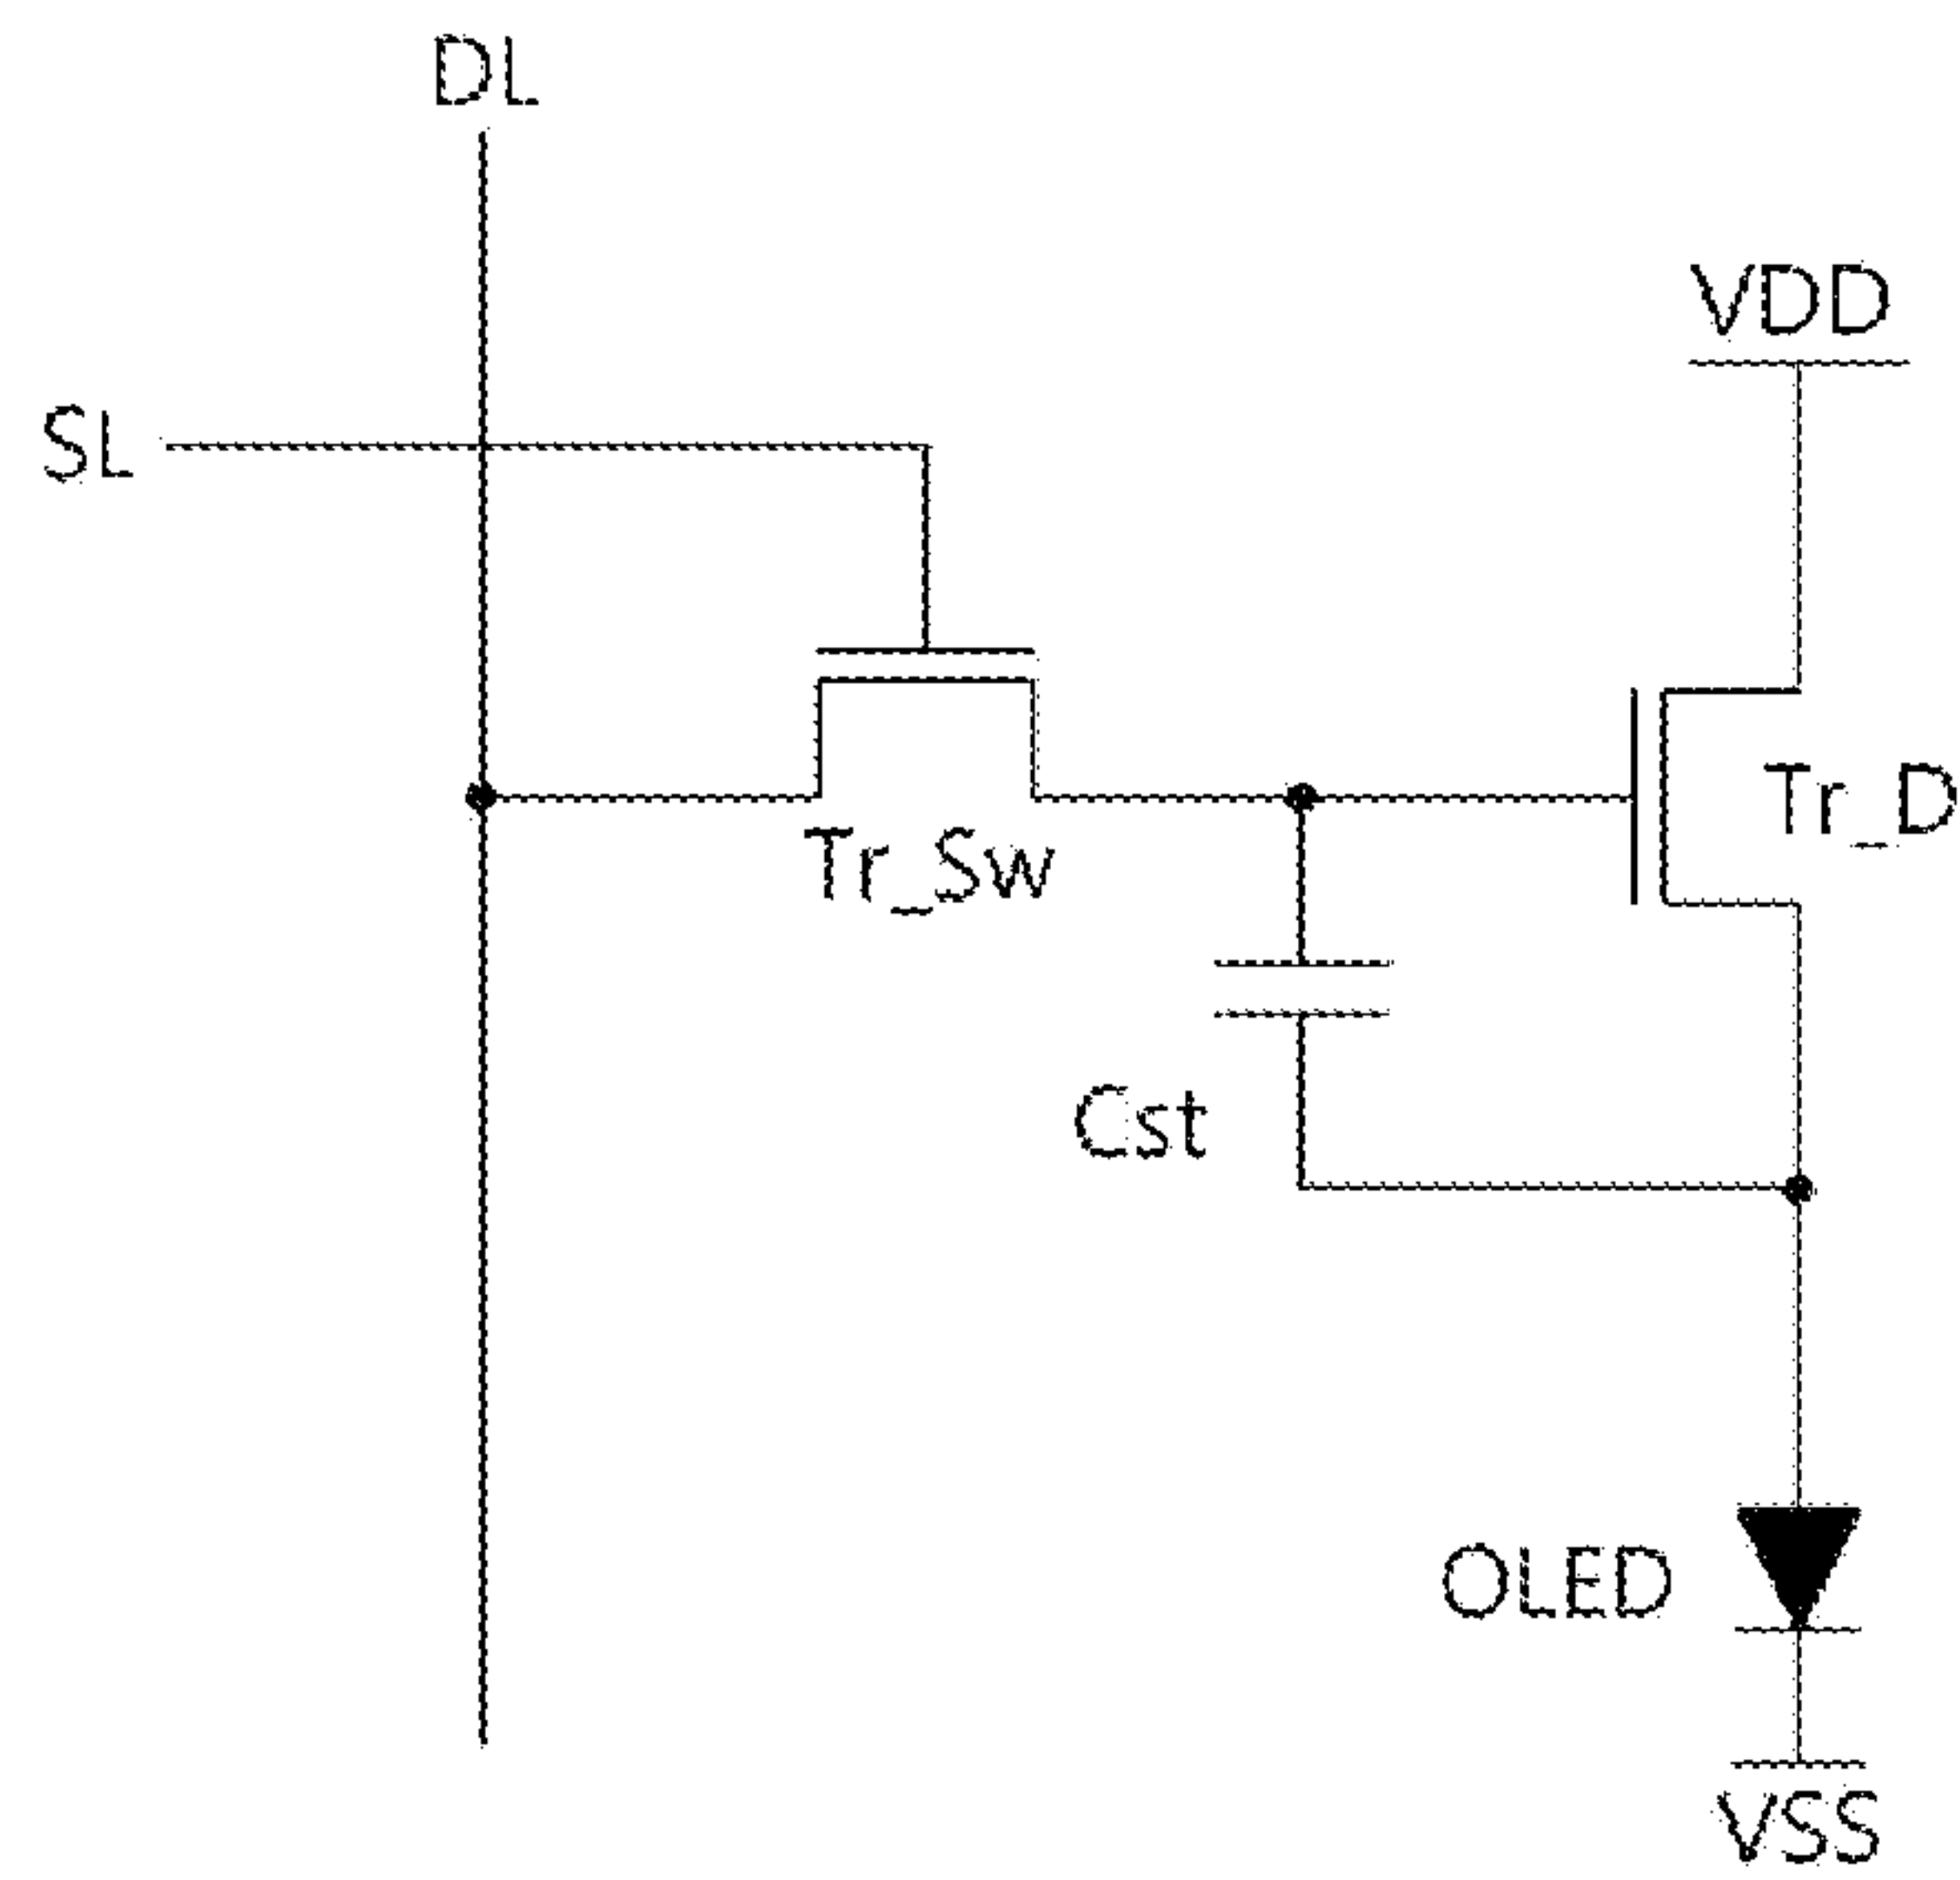 DL
VDD
SL
Tr_D
Tr_Sw
Cst
OLED
VSS